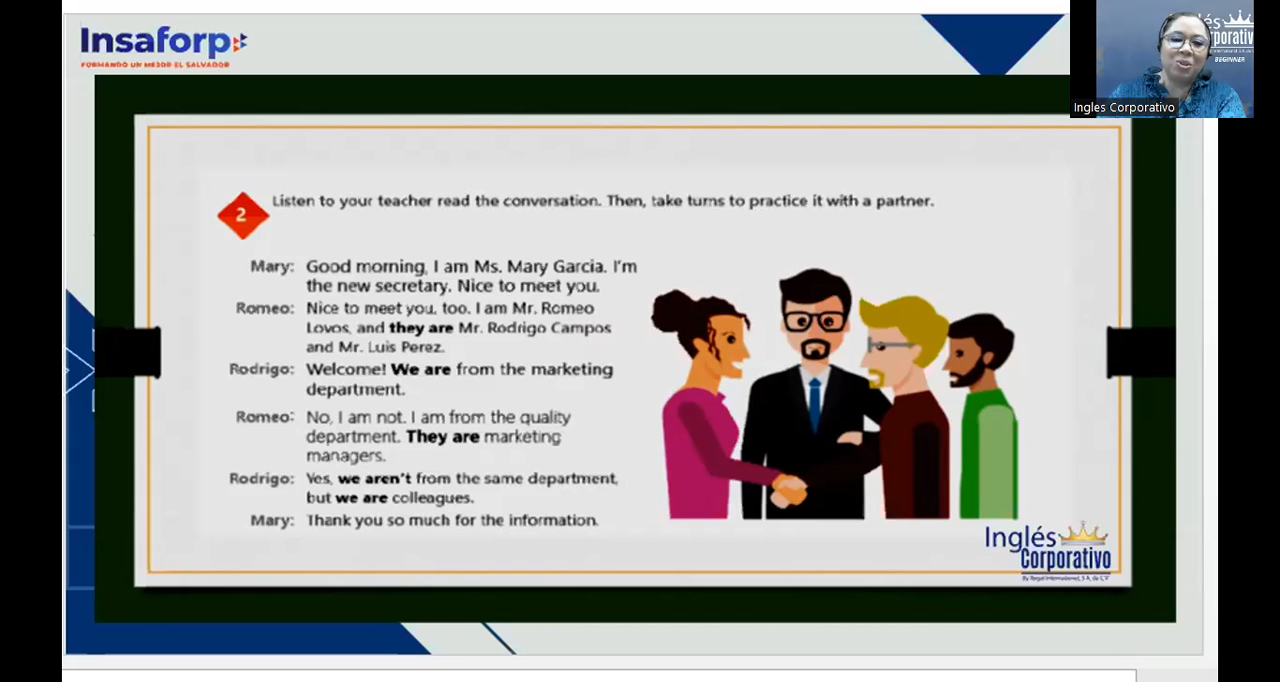 Insaforp
FORMANDO UN MEJOR EL SALVADOR
Inglés
Corporativo
BEGINNER
Ingles Corporativo
2
Listen to your teacher read the conversation. Then, take turns to practice it with a partner.
Mary: Good morning, I am Ms. Mary Garcia. I'm
the new secretary. Nice to meet you.
Romeo: Nice to meet you, too. I am Mr. Romeo
Lovos, and they are Mr. Rodrigo Campos
and Mr. Luis Perez.
Rodrigo: Welcome! We are from the marketing
department.
Romeo: No, I am not. I am from the quality
department. They are marketing
managers.
Rodrigo: Yes, we aren't from the same department,
but we are colleagues.
Mary: Thank you so much for the information.
Inglés
Corporativo
By Regal International, S.A. de C.V.